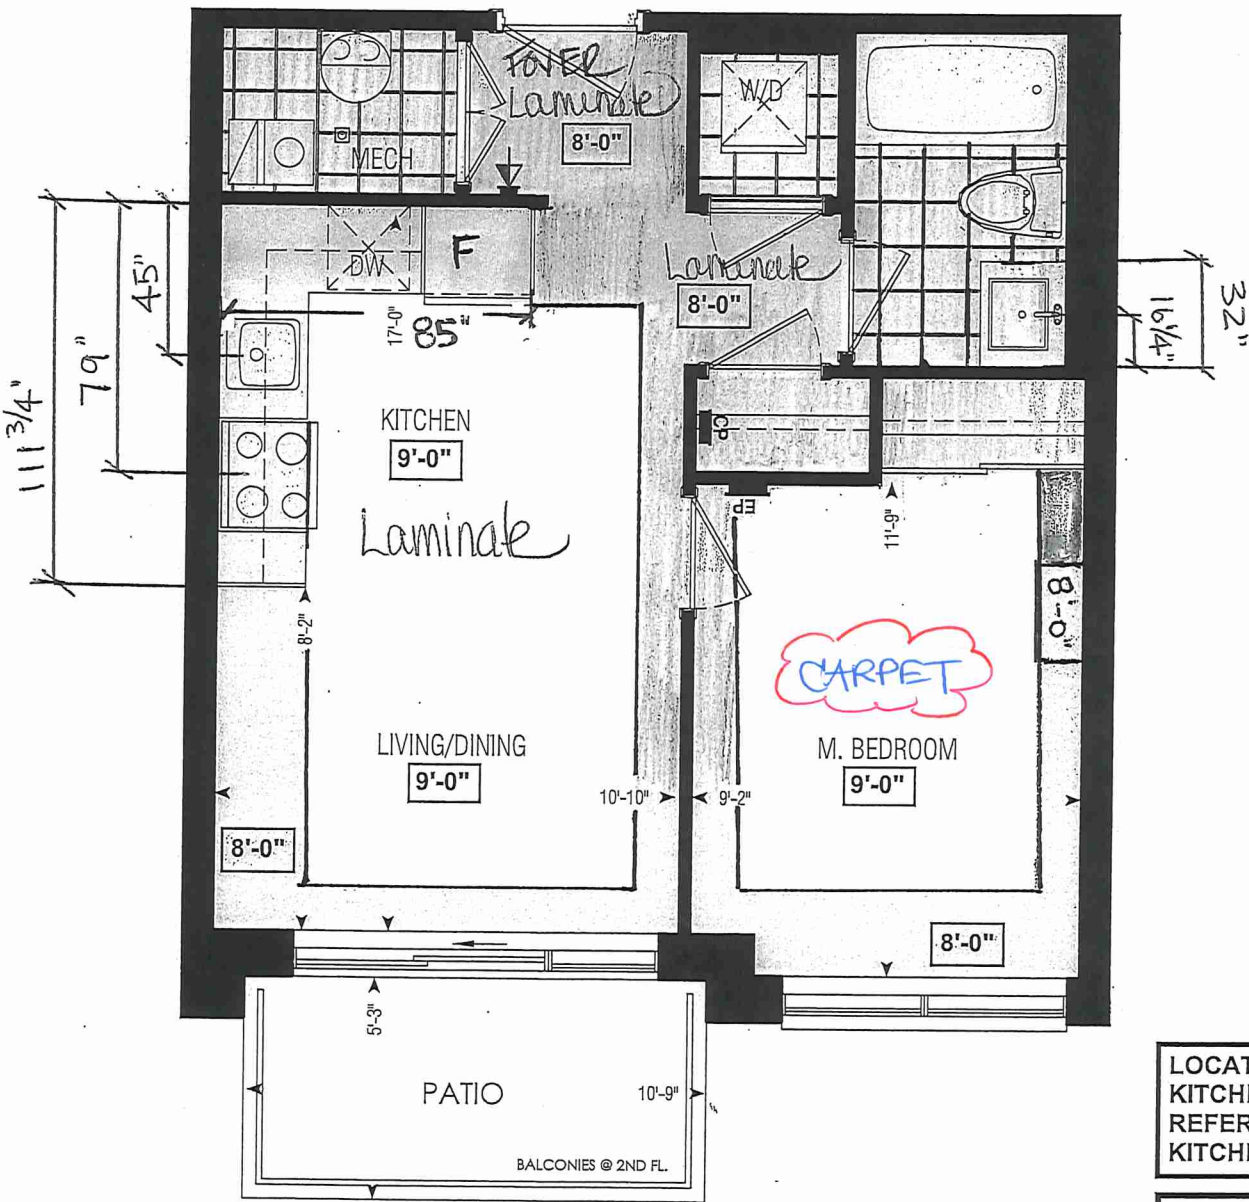 FOYER
Laminate
8'-0"
W/D
MECH
DW
F
Laminate
8'-0"
45"
79"
111 3/4"
17'-0"
85"
32"
16 1/4"
KITCHEN
9'-0"
CP
EP
11'-9"
8'-0"
Laminate
8'-2"
CARPET
LIVING/DINING
9'-0"
M. BEDROOM
9'-0"
10'-10"
9'-2"
8'-0"
8'-0"
5'-3"
PATIO
10'-9"
BALCONIES @ 2ND FL.
LOCAT
KITCH
REFER
KITCH